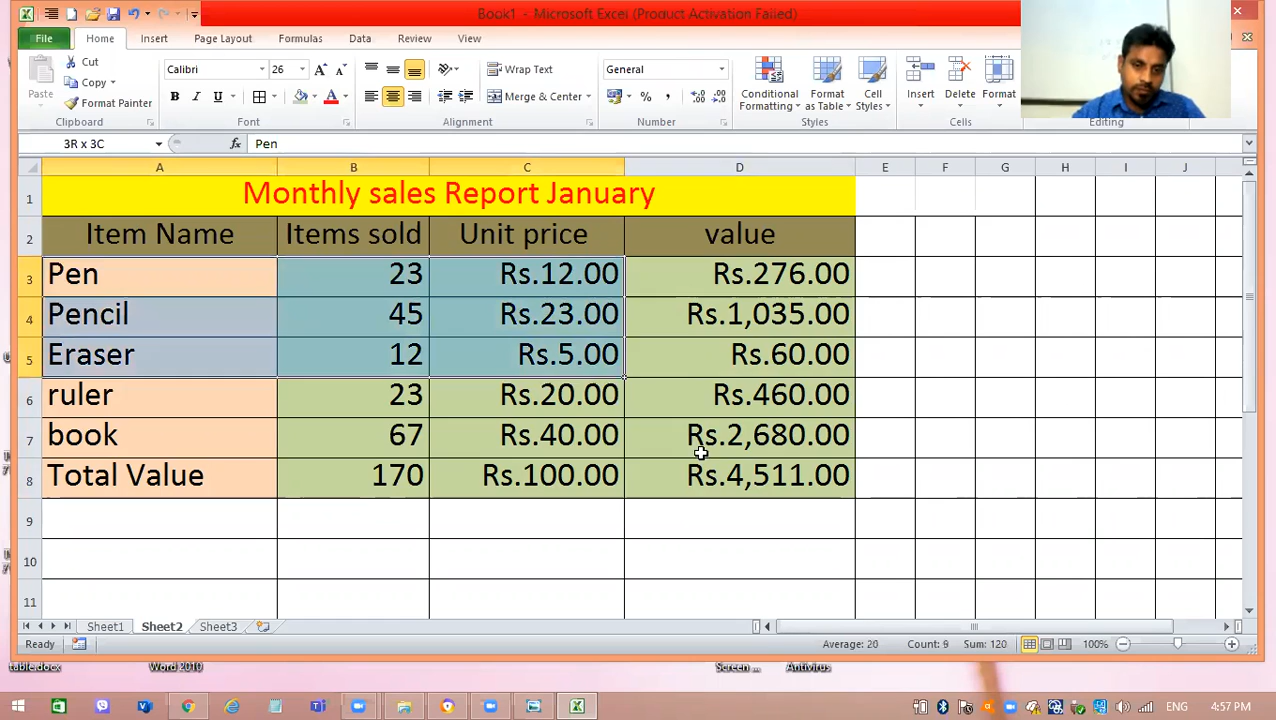 Book1 - Microsoft Excel (Product Activation Failed)
File Home Insert Page Layout Formulas Data Review View
Paste
Cut
Copy
Format Painter
Clipboard
Calibri 26
B I U
Font
Wrap Text
Merge & Center
Alignment
General
% ,
Number
Conditional Formatting
Format as Table
Cell Styles
Styles
Insert Delete Format
Cells
Editing
3R x 3C fx Pen
A B C D E F G H I J
1 Monthly sales Report January
2 Item Name Items sold Unit price value
3 Pen 23 Rs.12.00 Rs.276.00
4 Pencil 45 Rs.23.00 Rs.1,035.00
5 Eraser 12 Rs.5.00 Rs.60.00
6 ruler 23 Rs.20.00 Rs.460.00
7 book 67 Rs.40.00 Rs.2,680.00
8 Total Value 170 Rs.100.00 Rs.4,511.00
9
10
11
Sheet1 Sheet2 Sheet3
Ready Average: 20 Count: 9 Sum: 120 100%
table.docx Word 2010 Screen ... Antivirus
ENG 4:57 PM